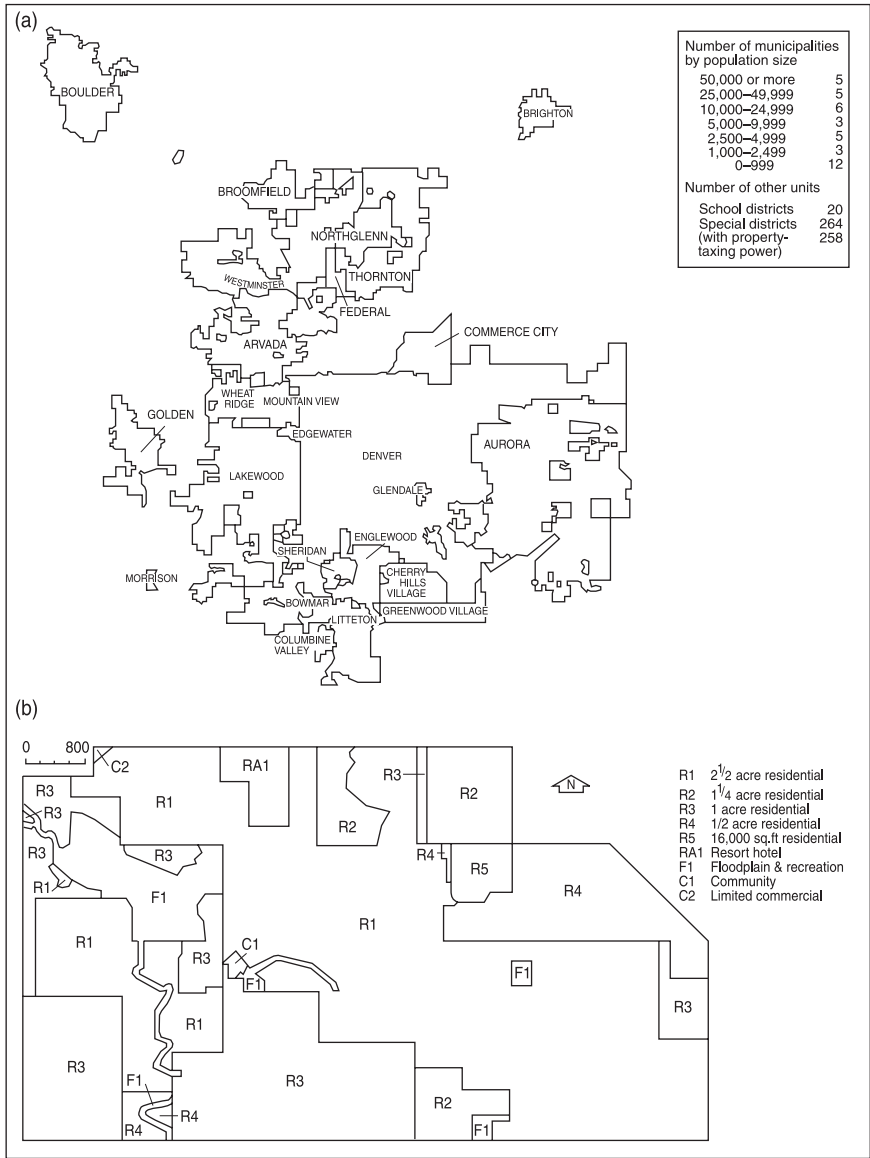 (a)
Number of municipalities
by population size
50,000 or more 5
25,000–49,999 5
10,000–24,999 6
5,000–9,999 3
2,500–4,999 5
1,000–2,499 3
0–999 12
Number of other units
School districts 20
Special districts 264
(with property- 258
taxing power)
BOULDER
BRIGHTON
BROOMFIELD
NORTHGLENN
WESTMINSTER
THORNTON
FEDERAL
COMMERCE CITY
ARVADA
WHEAT
RIDGE
MOUNTAIN VIEW
GOLDEN
EDGEWATER
AURORA
DENVER
LAKEWOOD
GLENDALE
ENGLEWOOD
SHERIDAN
MORRISON
CHERRY
HILLS
VILLAGE
BOWMAR
GREENWOOD VILLAGE
LITTETON
COLUMBINE
VALLEY
(b)
0 800
C2
RA1
R3
N
R3
R1
R2
R3
R2
R3
R3
R4
R5
R4
R1
F1
R1
R1
R3
C1
F1
F1
R3
R1
R3
R3
F1
R4
R4
R2
F1
R1 2 1/2 acre residential
R2 1 1/4 acre residential
R3 1 acre residential
R4 1/2 acre residential
R5 16,000 sq.ft residential
RA1 Resort hotel
F1 Floodplain & recreation
C1 Community
C2 Limited commercial